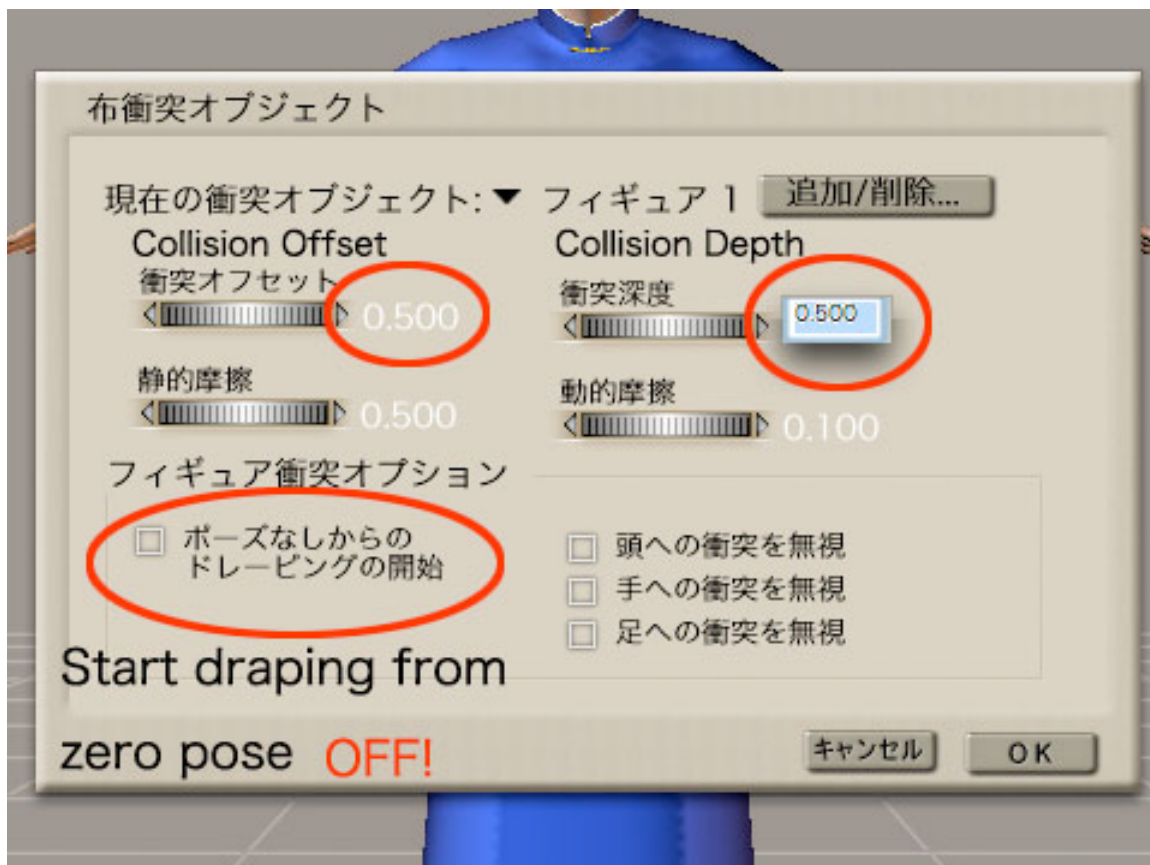 布衝突オブジェクト
現在の衝突オブジェクト: ▼ フィギュア 1 追加/削除...
Collision Offset
衝突オフセット
0.500
Collision Depth
衝突深度
0.500
静的摩擦
0.500
動的摩擦
0.100
フィギュア衝突オプション
ポーズなしからの
ドレーピングの開始
頭への衝突を無視
手への衝突を無視
足への衝突を無視
Start draping from
zero pose OFF!
キャンセル OK